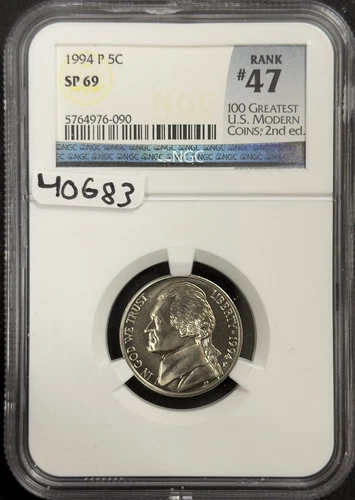 1994 P 5C
SP 69
5764976-090
RANK
#47
100 GREATEST
U.S. MODERN
COINS, 2nd ed.
NGC
NGC
40683
IN GOD WE TRUST
LIBERTY 1994